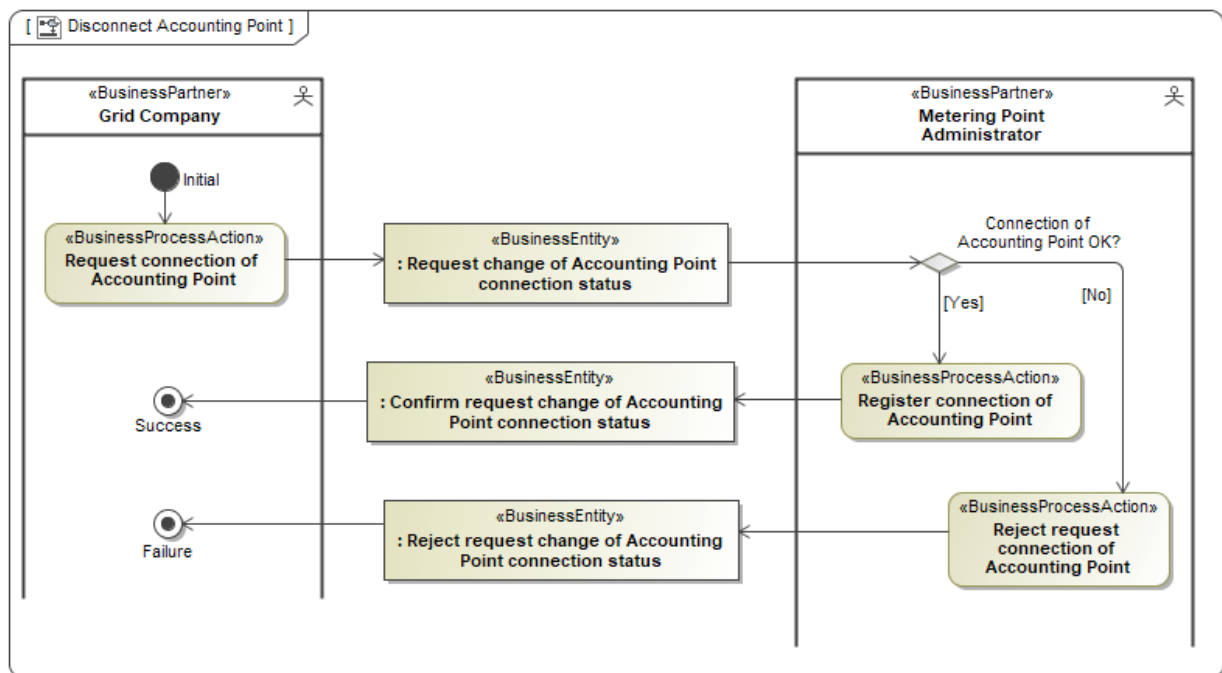 [ Disconnect Accounting Point ]
«BusinessPartner»
Grid Company
«BusinessPartner»
Metering Point
Administrator
Initial
«BusinessProcessAction»
Request connection of
Accounting Point
«BusinessEntity»
: Request change of Accounting Point
connection status
Connection of
Accounting Point OK?
[Yes]
[No]
«BusinessProcessAction»
Register connection of
Accounting Point
«BusinessEntity»
: Confirm request change of Accounting
Point connection status
Success
«BusinessProcessAction»
Reject request
connection of
Accounting Point
«BusinessEntity»
: Reject request change of Accounting
Point connection status
Failure